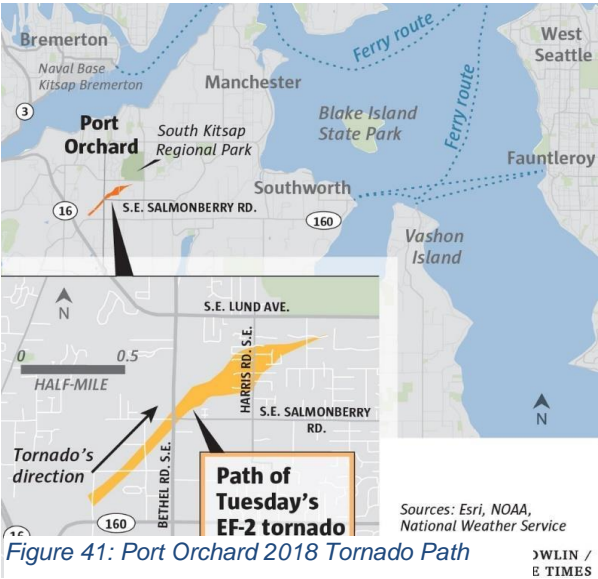 Bremerton
Naval Base
Kitsap Bremerton
3
Manchester
Ferry route
West
Seattle
Port
Orchard
South Kitsap
Regional Park
Blake Island
State Park
Ferry route
Fauntleroy
Southworth
16
S.E. SALMONBERRY RD.
160
Vashon
Island
N
S.E. LUND AVE.
0
0.5
HALF-MILE
HARRIS RD. S.E.
S.E. SALMONBERRY
RD.
Tornado's
direction
BETHEL RD. S.E.
160
16
Path of
Tuesday's
EF-2 tornado
N
Sources: Esri, NOAA,
National Weather Service
Figure 41: Port Orchard 2018 Tornado Path
OWLIN /
E TIMES